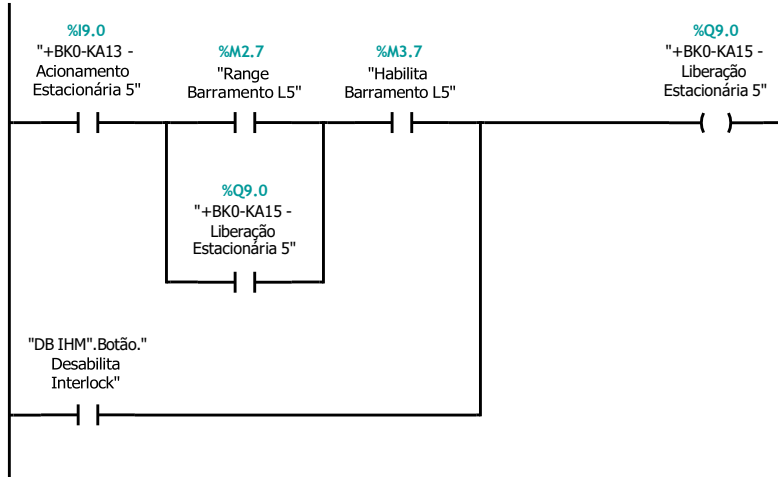 %I9.0
"+BK0-KA13 -
Acionamento
Estacionária 5"
%M2.7
"Range
Barramento L5"
%M3.7
"Habilita
Barramento L5"
%Q9.0
"+BK0-KA15 -
Liberação
Estacionária 5"
%Q9.0
"+BK0-KA15 -
Liberação
Estacionária 5"
"DB IHM".Botão."
Desabilita
Interlock"